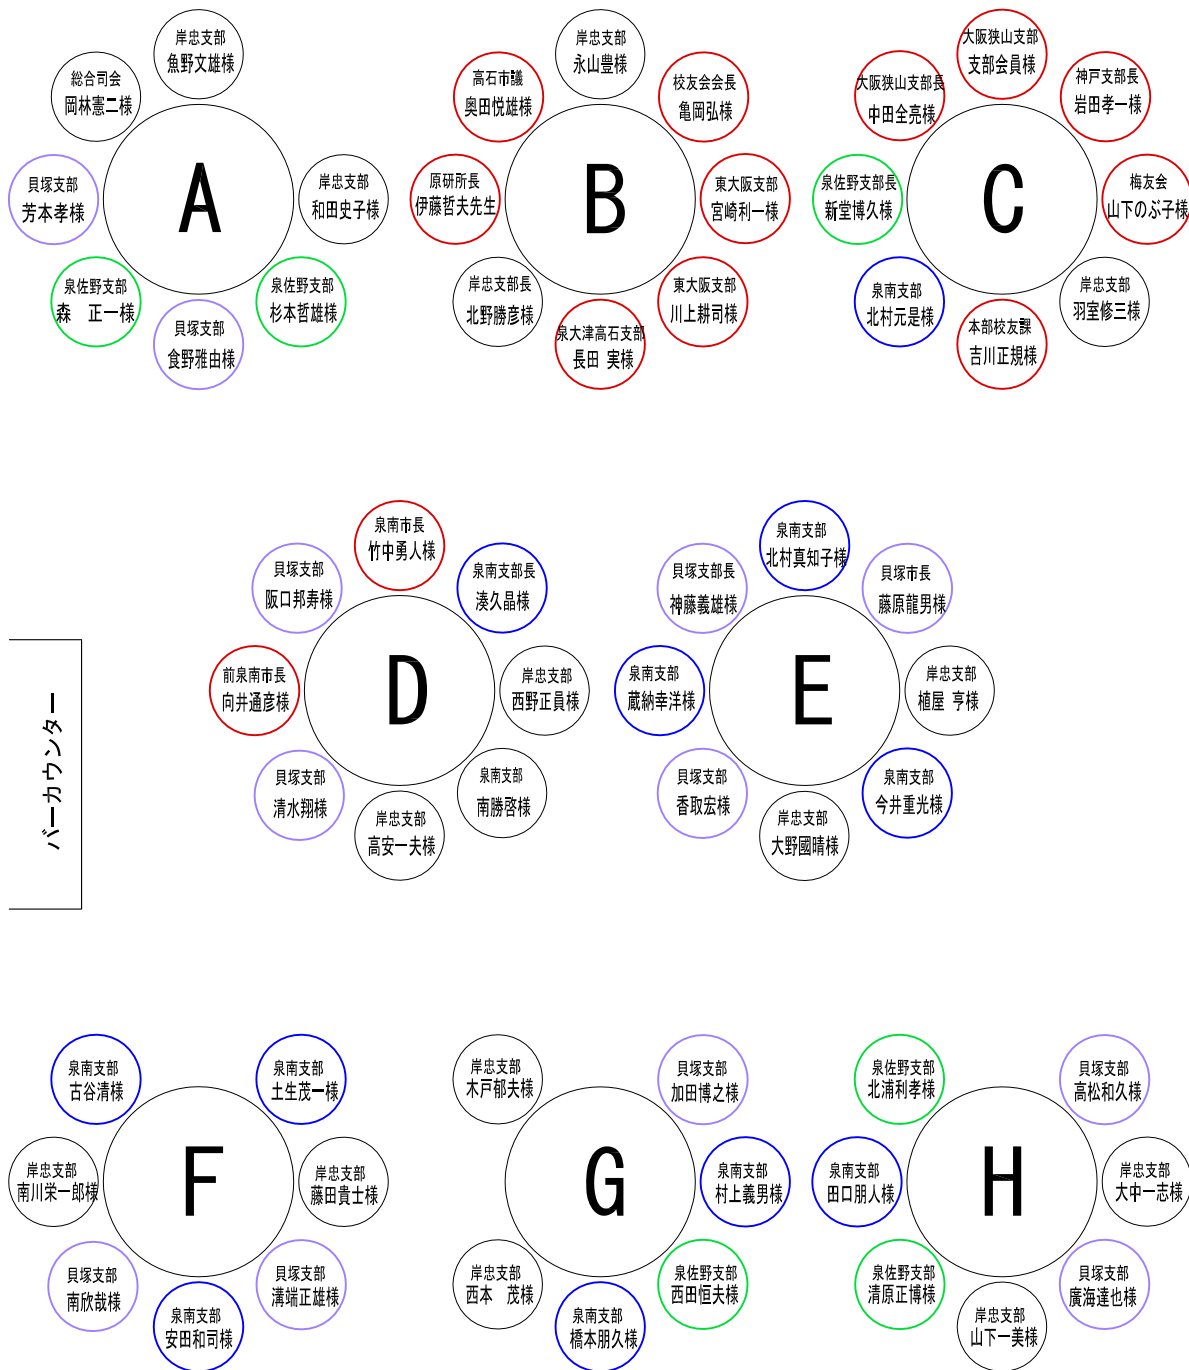 岸忠支部
魚野文雄様
総合司会
岡林憲二様
貝塚支部
芳本孝様
岸忠支部
和田史子様
泉佐野支部
森　正一様
泉佐野支部
杉本哲雄様
貝塚支部
食野雅由様
A
岸忠支部
永山豊様
高石市議
奥田悦雄様
校友会会長
亀岡弘様
原研所長
伊藤哲夫先生
東大阪支部
宮崎利一様
岸忠支部長
北野勝彦様
東大阪支部
川上耕司様
泉大津高石支部
長田 実様
B
大阪狭山支部
支部会員様
大阪狭山支部長
中田全亮様
神戸支部長
岩田孝一様
泉佐野支部長
新堂博久様
梅友会
山下のぶ子様
泉南支部
北村元是様
岸忠支部
羽室修三様
本部校友課
吉川正規様
C
泉南市長
竹中勇人様
貝塚支部
阪口邦寿様
泉南支部長
湊久晶様
前泉南市長
向井通彦様
岸忠支部
西野正員様
貝塚支部
清水翔様
泉南支部
南勝啓様
岸忠支部
高安一夫様
D
泉南支部
北村真知子様
貝塚支部長
神藤義雄様
貝塚市長
藤原龍男様
泉南支部
蔵納幸洋様
岸忠支部
植屋 亨様
貝塚支部
香取宏様
泉南支部
今井重光様
岸忠支部
大野國晴様
E
バーカウンター
泉南支部
古谷清様
泉南支部
土生茂一様
岸忠支部
南川栄一郎様
岸忠支部
藤田貴士様
貝塚支部
南欣哉様
貝塚支部
溝端正雄様
泉南支部
安田和司様
F
岸忠支部
木戸郁夫様
貝塚支部
加田博之様
泉南支部
村上義男様
岸忠支部
西本　茂様
泉佐野支部
西田恒夫様
泉南支部
橋本朋久様
G
泉佐野支部
北浦利孝様
貝塚支部
高松和久様
泉南支部
田口朋人様
岸忠支部
大中一志様
泉佐野支部
清原正博様
貝塚支部
廣海達也様
岸忠支部
山下一美様
H